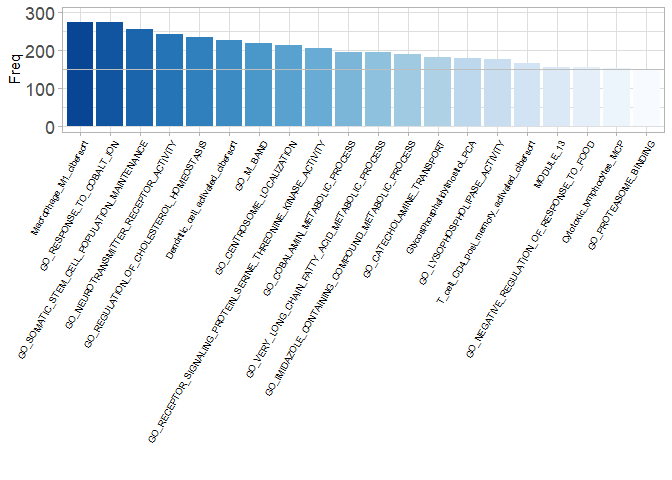 300
200
100
0
Freq
Macrophage_M1_cibersort
GO_RESPONSE_TO_COBALT_ION
GO_SOMATIC_STEM_CELL_POPULATION_MAINTENANCE
GO_NEUROTRANSMITTER_RECEPTOR_ACTIVITY
GO_REGULATION_OF_CHOLESTEROL_HOMEOSTASIS
Dendritic_cell_activated_cibersort
GO_M_BAND
GO_CENTROSOME_LOCALIZATION
GO_RECEPTOR_SIGNALING_PROTEIN_SERINE_THREONINE_KINASE_ACTIVITY
GO_COBALAMIN_METABOLIC_PROCESS
GO_VERY_LONG_CHAIN_FATTY_ACID_METABOLIC_PROCESS
GO_IMIDAZOLE_CONTAINING_COMPOUND_METABOLIC_PROCESS
GO_CATECHOLAMINE_TRANSPORT
Glycerophosphatidylinositol_PCA
GO_LYSOPHOSPHOLIPASE_ACTIVITY
T_cell_CD4_post_memory_activated_cibersort
MODULE_13
GO_NEGATIVE_REGULATION_OF_RESPONSE_TO_FOOD
Cytotoxic_lymphocytes_MCP
GO_PROTEASOME_BINDING